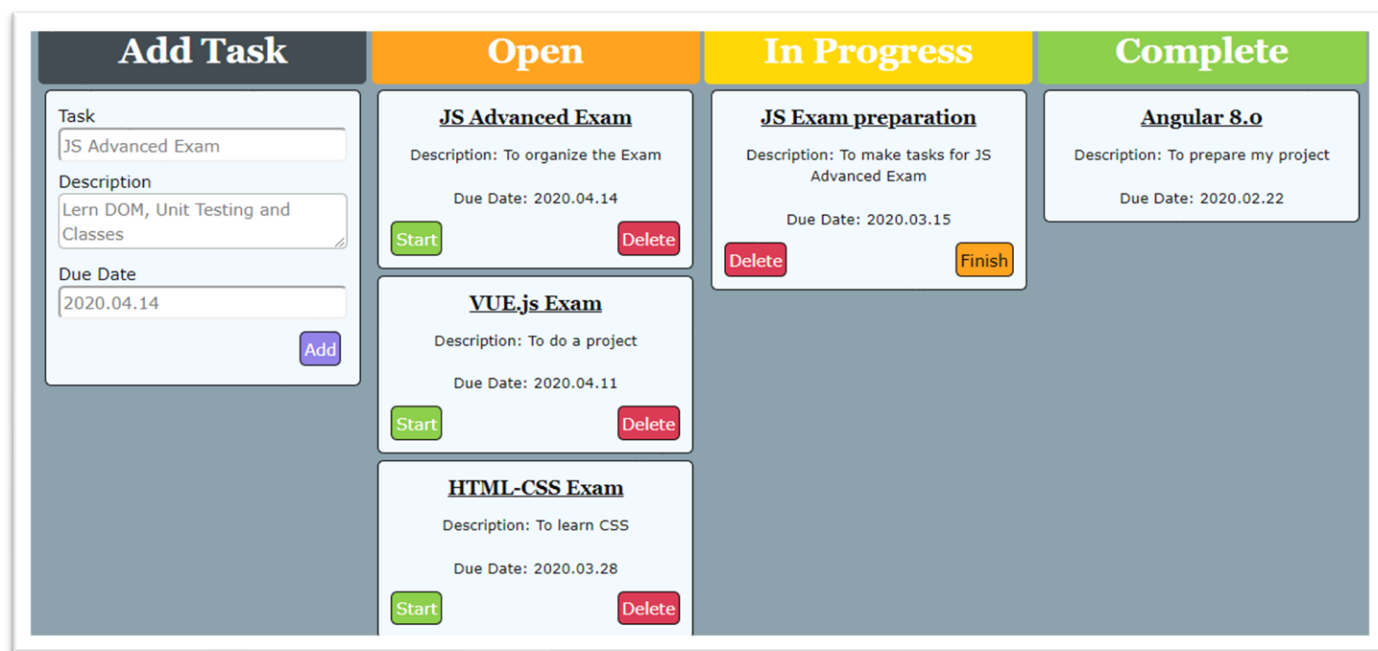 Add Task
Task
JS Advanced Exam
Description
Lern DOM, Unit Testing and
Classes
Due Date
2020.04.14
Add
Open
JS Advanced Exam
Description: To organize the Exam
Due Date: 2020.04.14
Start
Delete
VUE.js Exam
Description: To do a project
Due Date: 2020.04.11
Start
Delete
HTML-CSS Exam
Description: To learn CSS
Due Date: 2020.03.28
Start
Delete
In Progress
JS Exam preparation
Description: To make tasks for JS
Advanced Exam
Due Date: 2020.03.15
Delete
Finish
Complete
Angular 8.0
Description: To prepare my project
Due Date: 2020.02.22